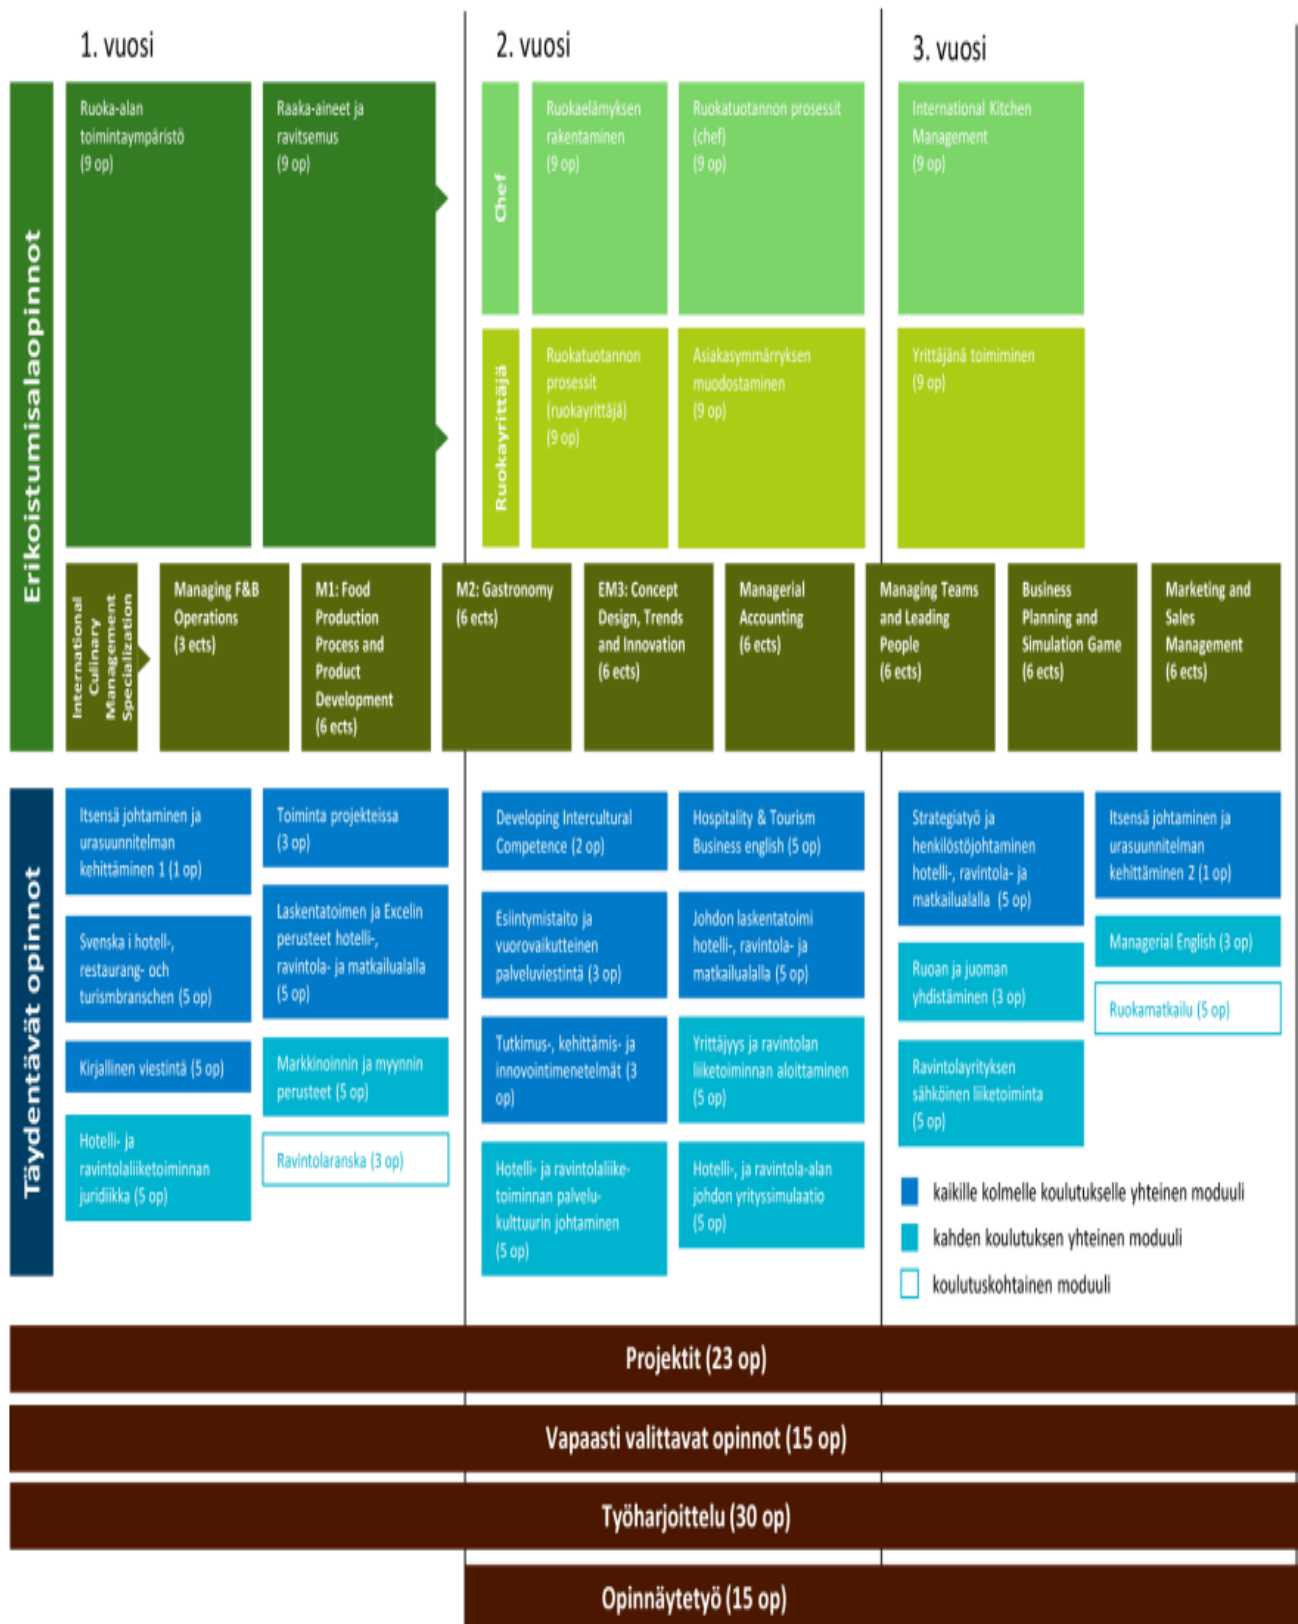 1. vuosi
2. vuosi
3. vuosi
Erikoistumisalaopinnot
Ruoka-alan
toimintaympäristö
(9 op)
Raaka-aineet ja
ravitsemus
(9 op)
Chef
Ruokaelämyksen
rakentaminen
(9 op)
Ruokatuotannon prosessit
(chef)
(9 op)
International Kitchen
Management
(9 op)
Ruokayrittäjä
Ruokatuotannon
prosessit
(ruokayrittäjä)
(9 op)
Asiakasymmärryksen
muodostaminen
(9 op)
Yrittäjänä toimiminen
(9 op)
International
Culinary
Management
Specialization
Managing F&B
Operations
(3 ects)
M1: Food
Production
Process and
Product
Development
(6 ects)
M2: Gastronomy
(6 ects)
EM3: Concept
Design, Trends
and Innovation
(6 ects)
Managerial
Accounting
(6 ects)
Managing Teams
and Leading
People
(6 ects)
Business
Planning and
Simulation Game
(6 ects)
Marketing and
Sales
Management
(6 ects)
Täydentävät opinnot
Itsensä johtaminen ja
urasuunnitelman
kehittäminen 1 (1 op)
Svenska i hotell-,
restaurang- och
turismbranschen (5 op)
Kirjallinen viestintä (5 op)
Hotelli- ja
ravintolaliiketoiminnan
juridiikka (5 op)
Toiminta projekteissa
(3 op)
Laskentatoimen ja Excelin
perusteet hotelli-,
ravintola- ja matkailualalla
(5 op)
Markkinoinnin ja myynnin
perusteet (5 op)
Ravintolaranska (3 op)
Developing Intercultural
Competence (2 op)
Esiintymistaito ja
vuorovaikutteinen
palveluviestintä (3 op)
Tutkimus-, kehittämis- ja
innovointimenetelmät (3
op)
Hotelli- ja ravintolaliike-
toiminnan palvelu-
kulttuurin johtaminen
(5 op)
Hospitality & Tourism
Business english (5 op)
Johdon laskentatoimi
hotelli-, ravintola- ja
matkailualalla (5 op)
Yrittäjyys ja ravintolan
liiketoiminnan aloittaminen
(5 op)
Hotelli-, ja ravintola-alan
johdon yrityssimulaatio
(5 op)
Strategiatyö ja
henkilöstöjohtaminen
hotelli-, ravintola- ja
matkailualalla (5 op)
Ruoan ja juoman
yhdistäminen (3 op)
Ravintolayrityksen
sähköinen liiketoiminta
(5 op)
Itsensä johtaminen ja
urasuunnitelman
kehittäminen 2 (1 op)
Managerial English (3 op)
Ruokamatkailu (5 op)
kaikille kolmelle koulutukselle yhteinen moduuli
kahden koulutuksen yhteinen moduuli
koulutuskohtainen moduuli
Projektit (23 op)
Vapaasti valittavat opinnot (15 op)
Työharjoittelu (30 op)
Opinnäytetyö (15 op)